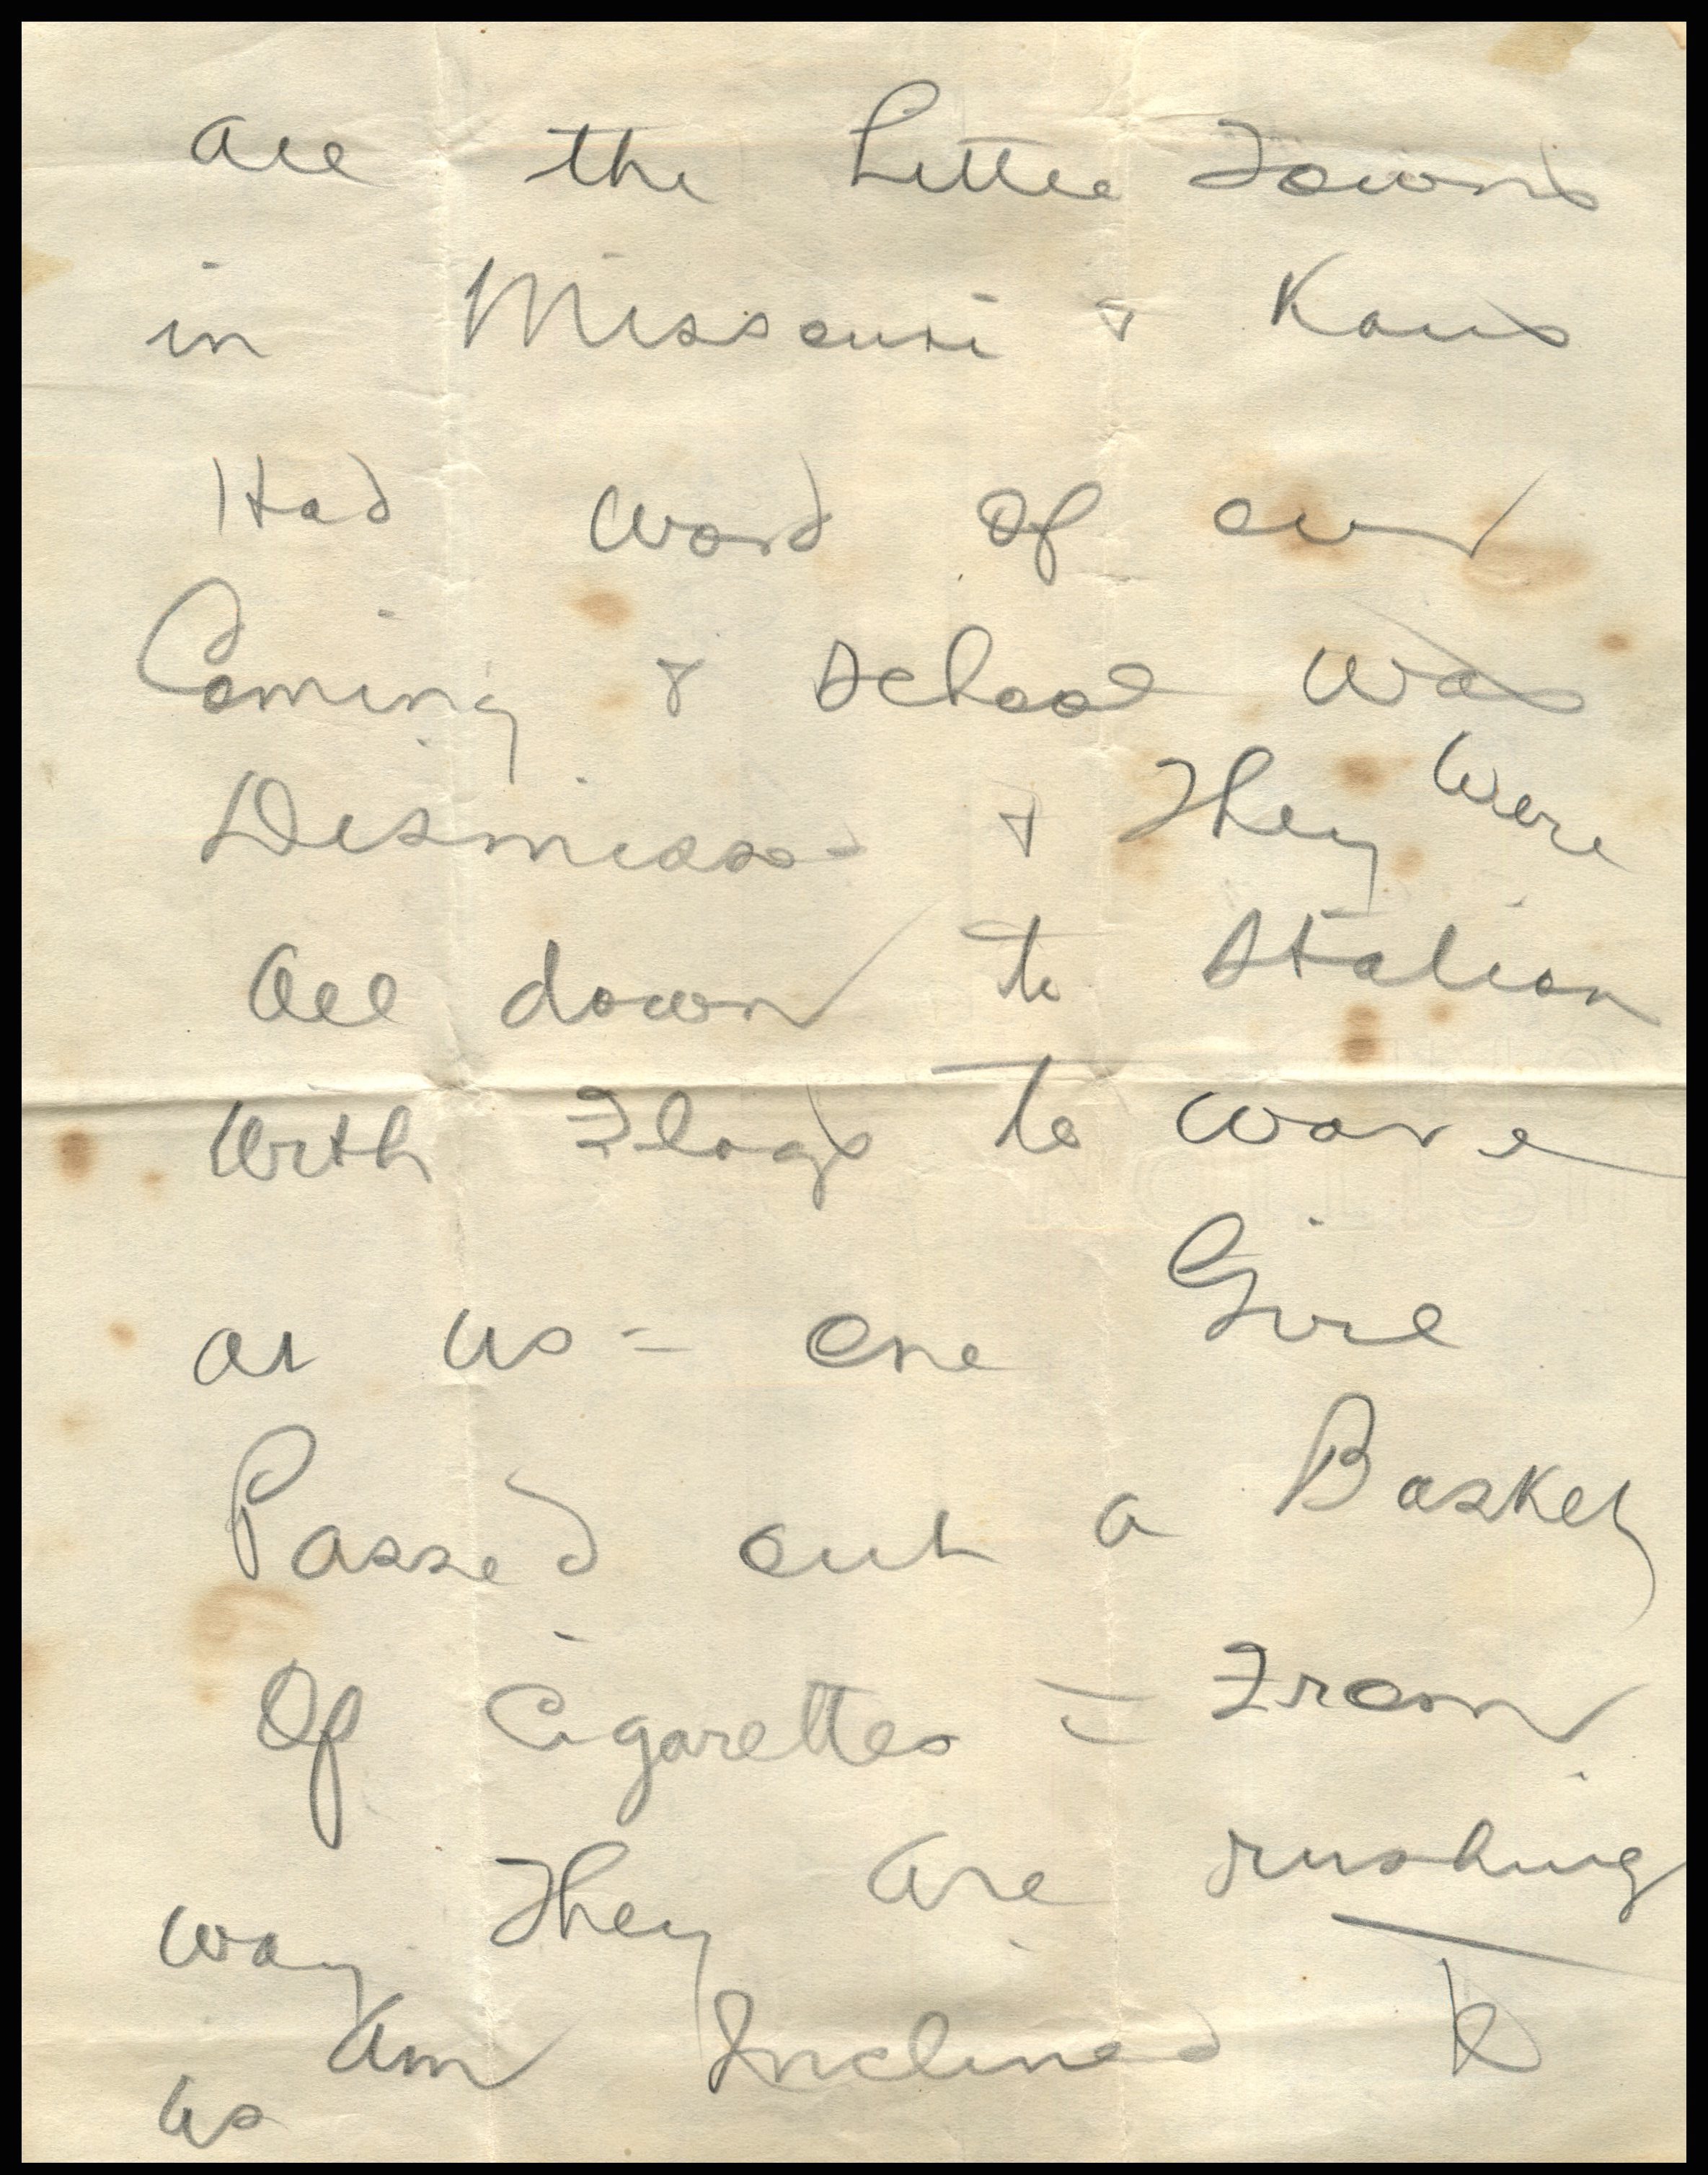 all the Little Towns
in Missouri & Kans
Had word of our
Coming & school was
Dismissed & They were
all down to station
with Flags to wave
at us - one Girl
Passed out a Basket
Of Cigarettes = From
way They are rushing
us Am Inclined to